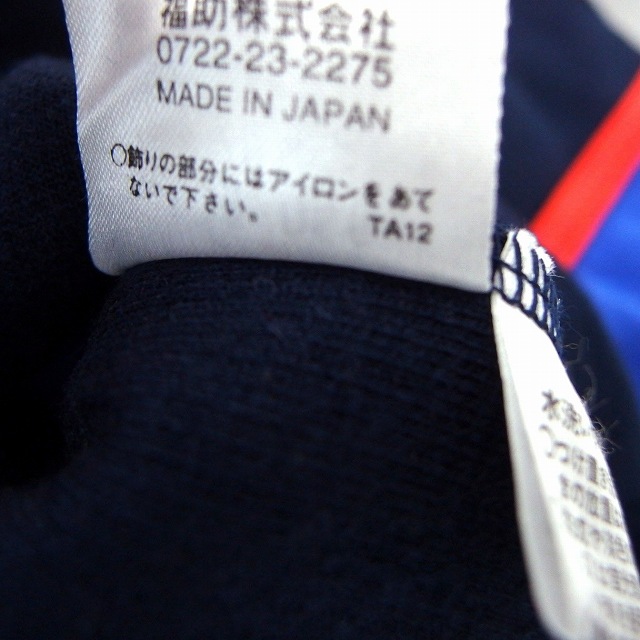 福助株式会社
0722-23-2275
MADE IN JAPAN
○飾りの部分にはアイロンをあて
ないで下さい。
TA12